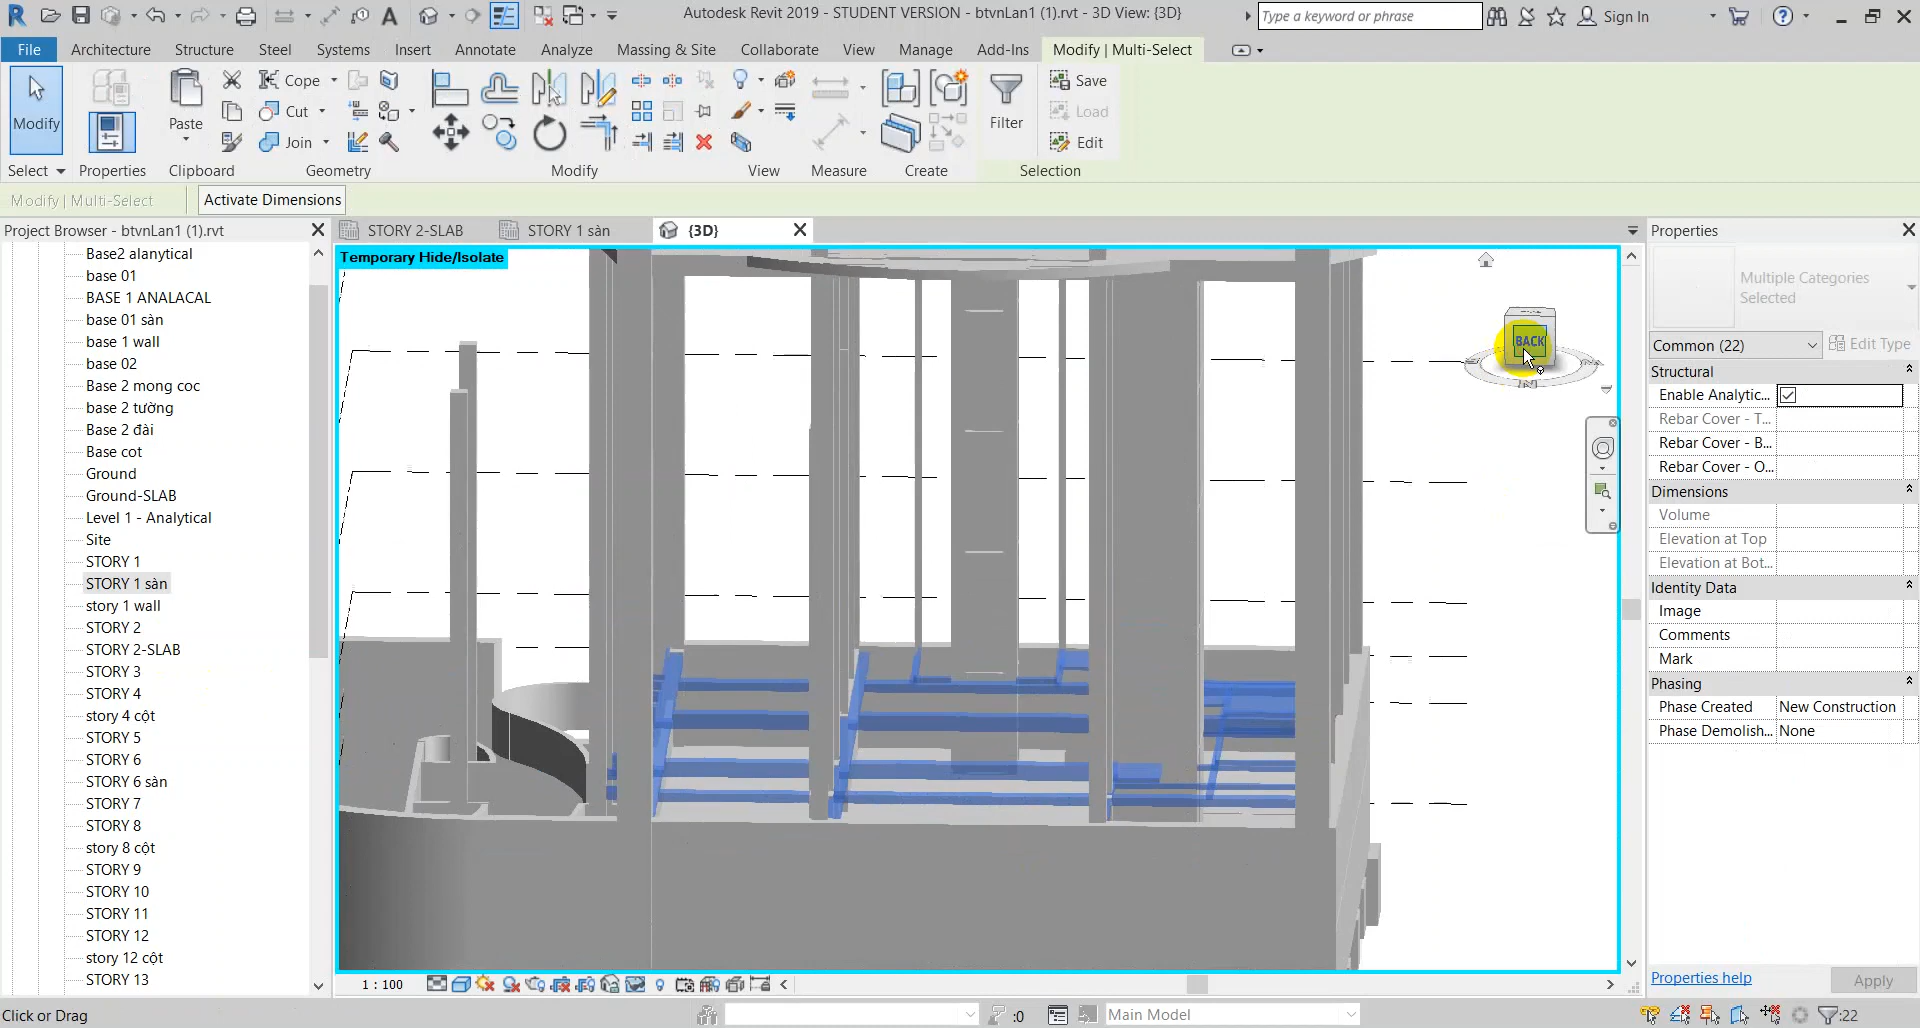 Autodesk Revit 2019 - STUDENT VERSION - btvnLan1 (1).rvt - 3D View: {3D}
Type a keyword or phrase
Sign In
File Architecture Structure Steel Systems Insert Annotate Analyze Massing & Site Collaborate View Manage Add-Ins Modify | Multi-Select
Modify
Paste
Cope
Cut
Join
Filter
Save
Load
Edit
Select Properties Clipboard Geometry Modify View Measure Create Selection
Modify | Multi-Select
Activate Dimensions
Project Browser - btvnLan1 (1).rvt
Base2 alanytical
base 01
BASE 1 ANALACAL
base 01 sàn
base 1 wall
base 02
Base 2 mong coc
base 2 tường
Base 2 đài
Base cot
Ground
Ground-SLAB
Level 1 - Analytical
Site
STORY 1
STORY 1 sàn
story 1 wall
STORY 2
STORY 2-SLAB
STORY 3
STORY 4
story 4 cột
STORY 5
STORY 6
STORY 6 sàn
STORY 7
STORY 8
story 8 cột
STORY 9
STORY 10
STORY 11
STORY 12
story 12 cột
STORY 13
STORY 2-SLAB
STORY 1 sàn
{3D}
Temporary Hide/Isolate
BACK
Properties
Multiple Categories
Selected
Common (22)
Edit Type
Structural
Enable Analytic...
Rebar Cover - T...
Rebar Cover - B...
Rebar Cover - O...
Dimensions
Volume
Elevation at Top
Elevation at Bot...
Identity Data
Image
Comments
Mark
Phasing
Phase Created New Construction
Phase Demolish... None
Properties help
Apply
1 : 100
Click or Drag
:0
Main Model
:22